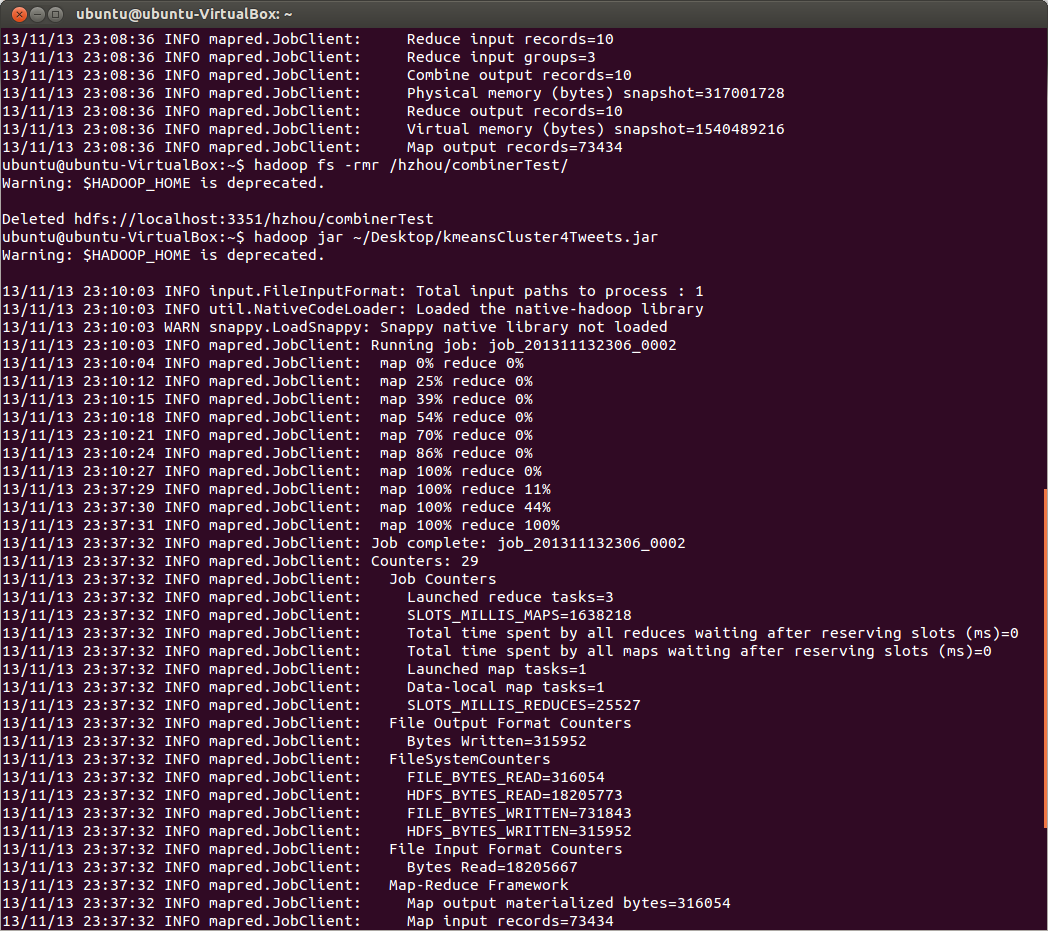 ubuntu@ubuntu-VirtualBox: ~
13/11/13 23:08:36 INFO mapred.JobClient:     Reduce input records=10
13/11/13 23:08:36 INFO mapred.JobClient:     Reduce input groups=3
13/11/13 23:08:36 INFO mapred.JobClient:     Combine output records=10
13/11/13 23:08:36 INFO mapred.JobClient:     Physical memory (bytes) snapshot=317001728
13/11/13 23:08:36 INFO mapred.JobClient:     Reduce output records=10
13/11/13 23:08:36 INFO mapred.JobClient:     Virtual memory (bytes) snapshot=1540489216
13/11/13 23:08:36 INFO mapred.JobClient:     Map output records=73434
ubuntu@ubuntu-VirtualBox:~$ hadoop fs -rmr /hzhou/combinerTest/
Warning: $HADOOP_HOME is deprecated.

Deleted hdfs://localhost:3351/hzhou/combinerTest
ubuntu@ubuntu-VirtualBox:~$ hadoop jar ~/Desktop/kmeansCluster4Tweets.jar
Warning: $HADOOP_HOME is deprecated.

13/11/13 23:10:03 INFO input.FileInputFormat: Total input paths to process : 1
13/11/13 23:10:03 INFO util.NativeCodeLoader: Loaded the native-hadoop library
13/11/13 23:10:03 WARN snappy.LoadSnappy: Snappy native library not loaded
13/11/13 23:10:03 INFO mapred.JobClient: Running job: job_201311132306_0002
13/11/13 23:10:04 INFO mapred.JobClient:  map 0% reduce 0%
13/11/13 23:10:12 INFO mapred.JobClient:  map 25% reduce 0%
13/11/13 23:10:15 INFO mapred.JobClient:  map 39% reduce 0%
13/11/13 23:10:18 INFO mapred.JobClient:  map 54% reduce 0%
13/11/13 23:10:21 INFO mapred.JobClient:  map 70% reduce 0%
13/11/13 23:10:24 INFO mapred.JobClient:  map 86% reduce 0%
13/11/13 23:10:27 INFO mapred.JobClient:  map 100% reduce 0%
13/11/13 23:37:29 INFO mapred.JobClient:  map 100% reduce 11%
13/11/13 23:37:30 INFO mapred.JobClient:  map 100% reduce 44%
13/11/13 23:37:31 INFO mapred.JobClient:  map 100% reduce 100%
13/11/13 23:37:32 INFO mapred.JobClient: Job complete: job_201311132306_0002
13/11/13 23:37:32 INFO mapred.JobClient: Counters: 29
13/11/13 23:37:32 INFO mapred.JobClient:   Job Counters
13/11/13 23:37:32 INFO mapred.JobClient:     Launched reduce tasks=3
13/11/13 23:37:32 INFO mapred.JobClient:     SLOTS_MILLIS_MAPS=1638218
13/11/13 23:37:32 INFO mapred.JobClient:     Total time spent by all reduces waiting after reserving slots (ms)=0
13/11/13 23:37:32 INFO mapred.JobClient:     Total time spent by all maps waiting after reserving slots (ms)=0
13/11/13 23:37:32 INFO mapred.JobClient:     Launched map tasks=1
13/11/13 23:37:32 INFO mapred.JobClient:     Data-local map tasks=1
13/11/13 23:37:32 INFO mapred.JobClient:     SLOTS_MILLIS_REDUCES=25527
13/11/13 23:37:32 INFO mapred.JobClient:   File Output Format Counters
13/11/13 23:37:32 INFO mapred.JobClient:     Bytes Written=315952
13/11/13 23:37:32 INFO mapred.JobClient:   FileSystemCounters
13/11/13 23:37:32 INFO mapred.JobClient:     FILE_BYTES_READ=316054
13/11/13 23:37:32 INFO mapred.JobClient:     HDFS_BYTES_READ=18205773
13/11/13 23:37:32 INFO mapred.JobClient:     FILE_BYTES_WRITTEN=731843
13/11/13 23:37:32 INFO mapred.JobClient:     HDFS_BYTES_WRITTEN=315952
13/11/13 23:37:32 INFO mapred.JobClient:   File Input Format Counters
13/11/13 23:37:32 INFO mapred.JobClient:     Bytes Read=18205667
13/11/13 23:37:32 INFO mapred.JobClient:   Map-Reduce Framework
13/11/13 23:37:32 INFO mapred.JobClient:     Map output materialized bytes=316054
13/11/13 23:37:32 INFO mapred.JobClient:     Map input records=73434